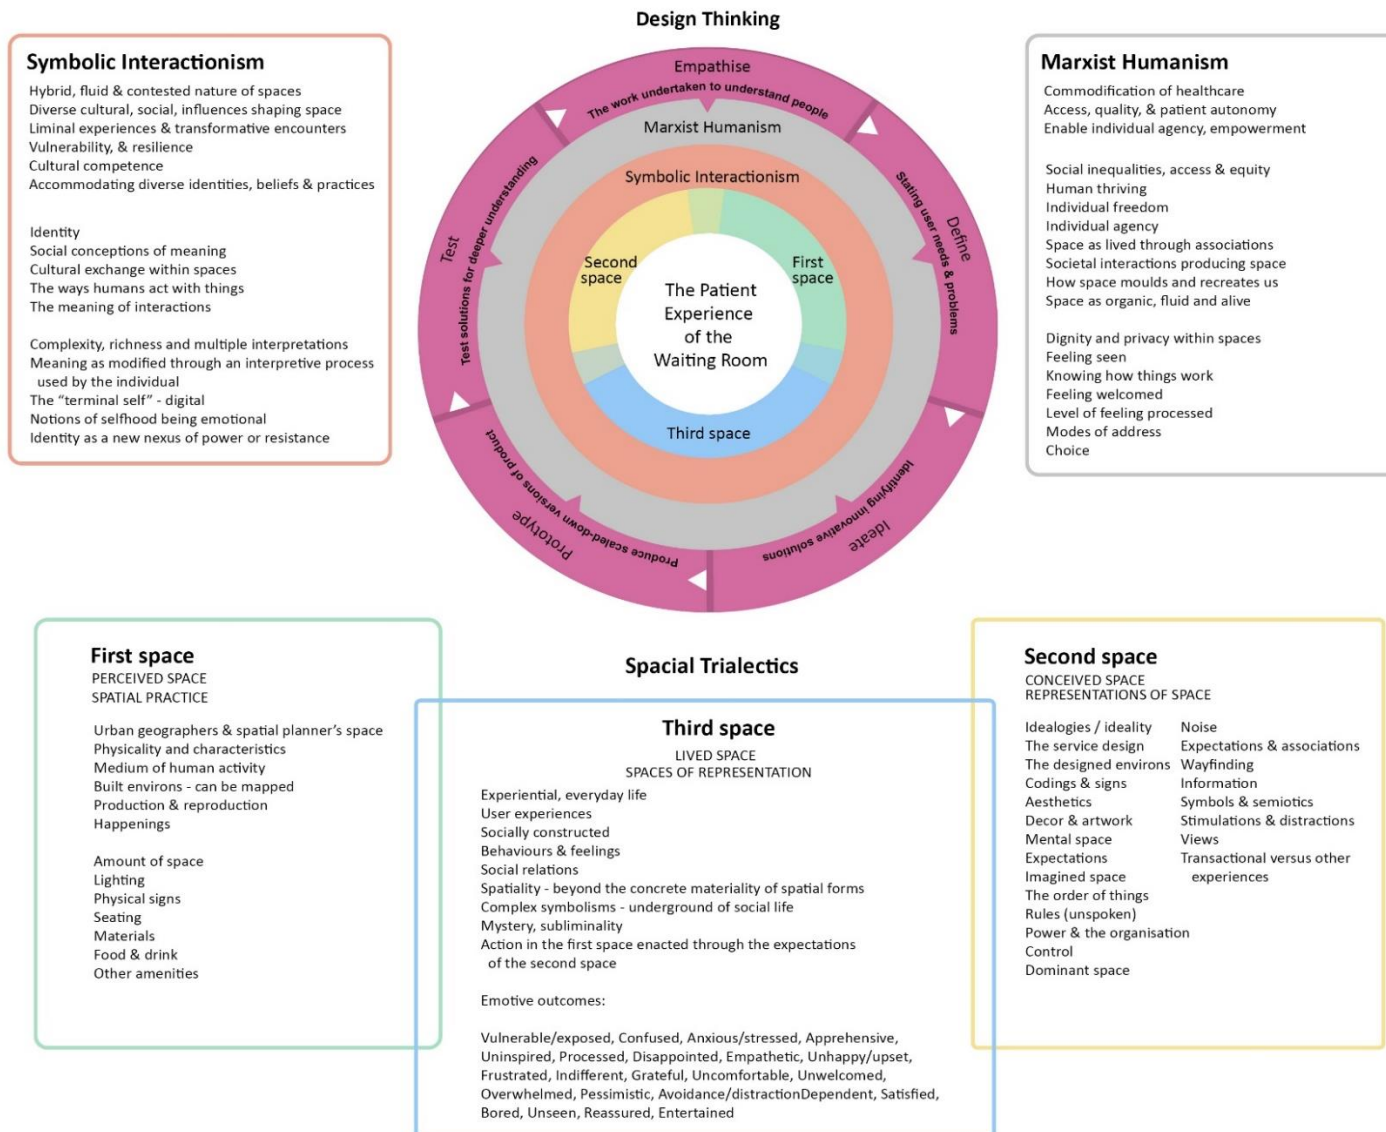 Design Thinking
Symbolic Interactionism
Hybrid, fluid & contested nature of spaces
Diverse cultural, social, influences shaping space
Liminal experiences & transformative encounters
Vulnerability, & resilience
Cultural competence
Accommodating diverse identities, beliefs & practices
Identity
Social conceptions of meaning
Cultural exchange within spaces
The ways humans act with things
The meaning of interactions
Complexity, richness and multiple interpretations
Meaning as modified through an interpretive process
used by the individual
The “terminal self” - digital
Notions of selfhood being emotional
Identity as a new nexus of power or resistance
Empathise
The work undertaken to understand people
Define
Stating user needs & problems
Ideate
Identifying innovative solutions
Prototype
Produce scaled-down versions of product
Test
Test solutions for deeper understanding
Marxist Humanism
Symbolic Interactionism
Second
space
First
space
Third space
The Patient
Experience
of the
Waiting Room
Marxist Humanism
Commodification of healthcare
Access, quality, & patient autonomy
Enable individual agency, empowerment
Social inequalities, access & equity
Human thriving
Individual freedom
Individual agency
Space as lived through associations
Societal interactions producing space
How space moulds and recreates us
Space as organic, fluid and alive
Dignity and privacy within spaces
Feeling seen
Knowing how things work
Feeling welcomed
Level of feeling processed
Modes of address
Choice
First space
PERCEIVED SPACE
SPATIAL PRACTICE
Urban geographers & spatial planner’s space
Physicality and characteristics
Medium of human activity
Built environs - can be mapped
Production & reproduction
Happenings
Amount of space
Lighting
Physical signs
Seating
Materials
Food & drink
Other amenities
Spacial Trialectics
Third space
LIVED SPACE
SPACES OF REPRESENTATION
Experiential, everyday life
User experiences
Socially constructed
Behaviours & feelings
Social relations
Spatiality - beyond the concrete materiality of spatial forms
Complex symbolisms - underground of social life
Mystery, subliminality
Action in the first space enacted through the expectations
of the second space
Emotive outcomes:
Vulnerable/exposed, Confused, Anxious/stressed, Apprehensive,
Uninspired, Processed, Disappointed, Empathetic, Unhappy/upset,
Frustrated, Indifferent, Grateful, Uncomfortable, Unwelcomed,
Overwhelmed, Pessimistic, Avoidance/distractionDependent, Satisfied,
Bored, Unseen, Reassured, Entertained
Second space
CONCEIVED SPACE
REPRESENTATIONS OF SPACE
Idealogies / ideality
The service design
The designed environs
Codings & signs
Aesthetics
Decor & artwork
Mental space
Expectations
Imagined space
The order of things
Rules (unspoken)
Power & the organisation
Control
Dominant space
Noise
Expectations & associations
Wayfinding
Information
Symbols & semiotics
Stimulations & distractions
Views
Transactional versus other
experiences